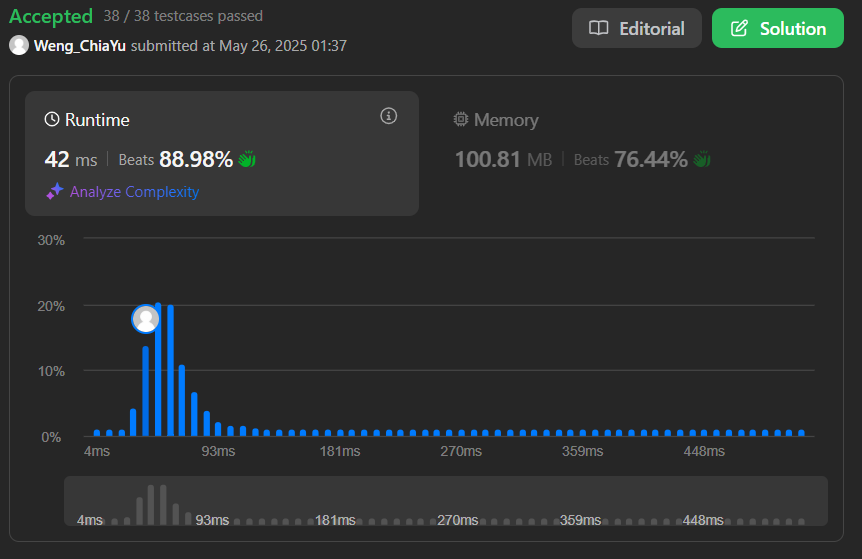 Accepted 38 / 38 testcases passed
Weng_ChiaYu submitted at May 26, 2025 01:37
Editorial
Solution
Runtime
42 ms Beats 88.98%
Analyze Complexity
Memory
100.81 MB Beats 76.44%
30%
20%
10%
0%
4ms 93ms 181ms 270ms 359ms 448ms
4ms 93ms 181ms 270ms 359ms 448ms